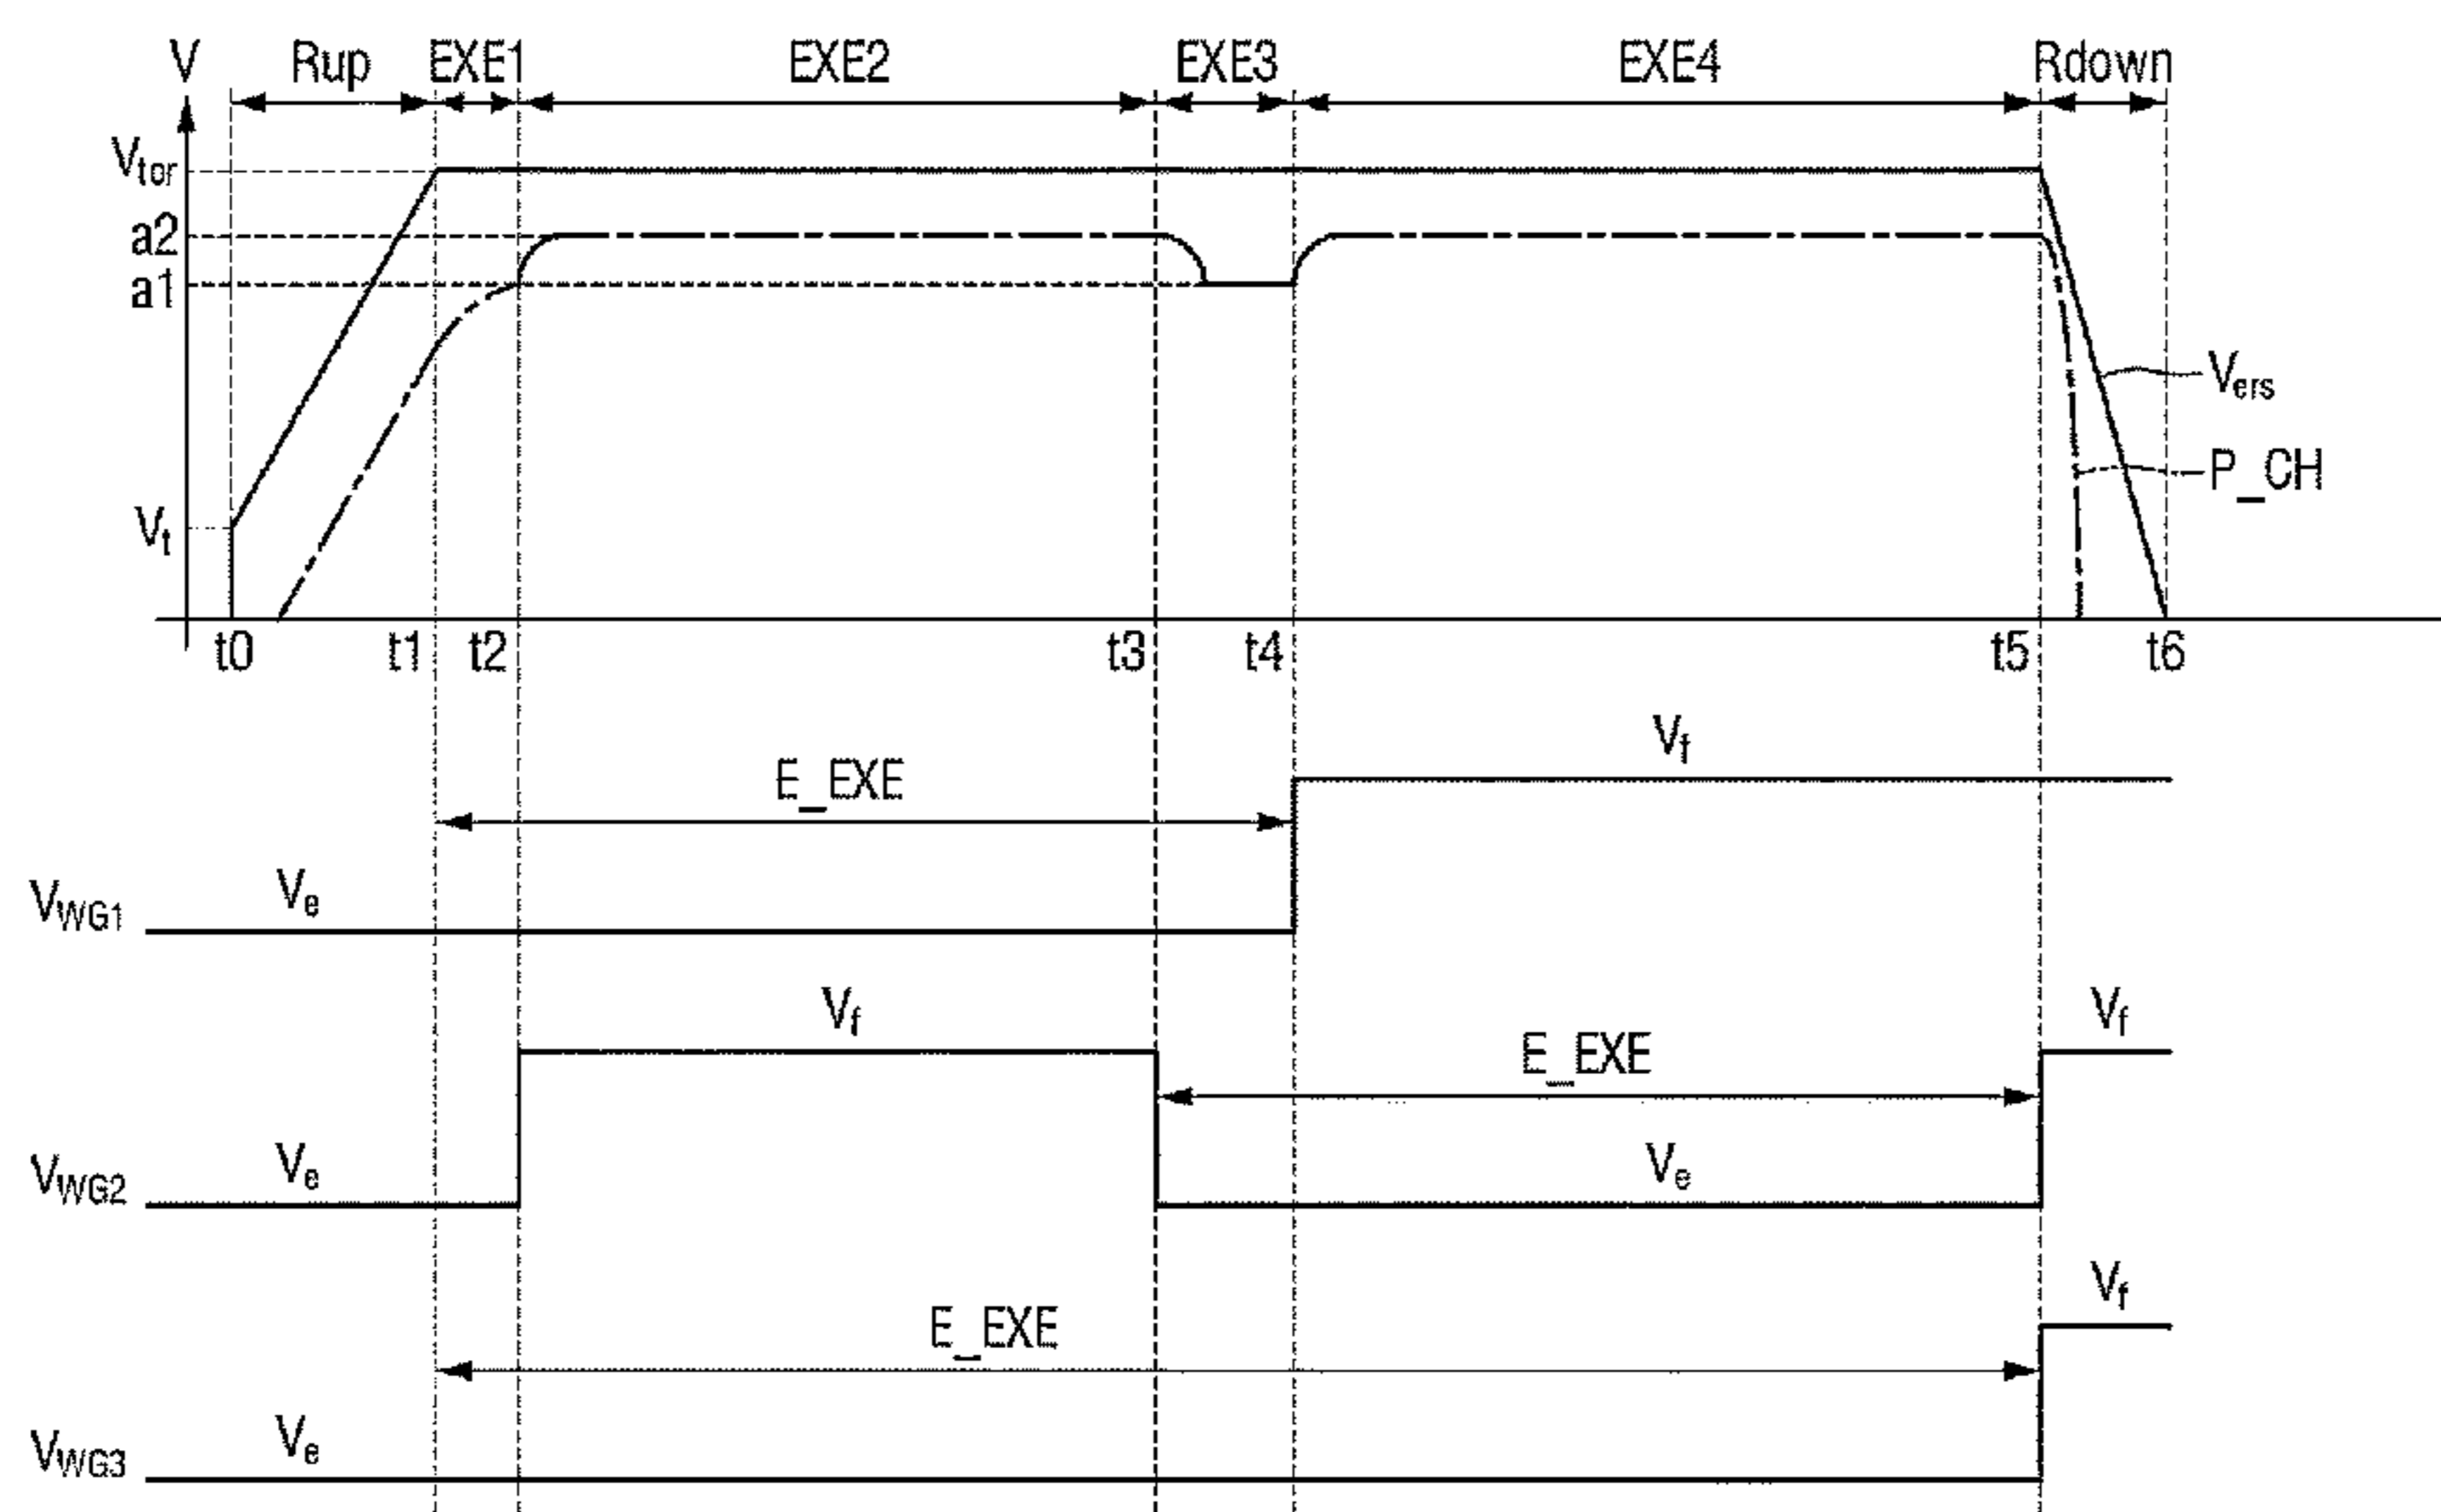 V Rup EXE1 EXE2 EXE3 EXE4 Rdown
Vtor
a2
a1
Vers
P_CH
Vt
t0 t1 t2 t3 t4 t5 t6
Vf
E_EXE
Ve
VWG1
Vf Vf
E_EXE
Ve Ve
VWG2
Vf
E_EXE
Ve
VWG3